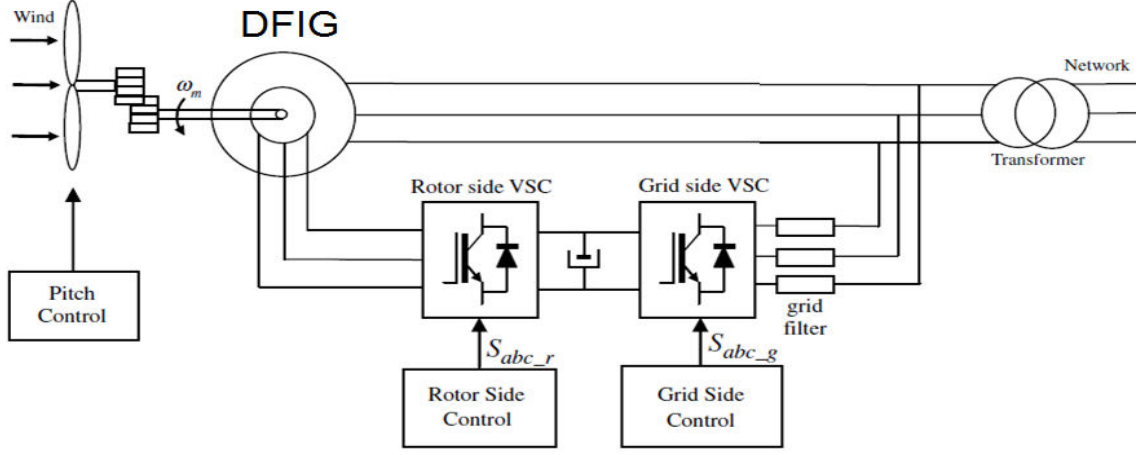 Wind
DFIG
Network
ω_m
Transformer
Rotor side VSC
Grid side VSC
Pitch
Control
grid
filter
S_abc_r
S_abc_g
Rotor Side
Control
Grid Side
Control